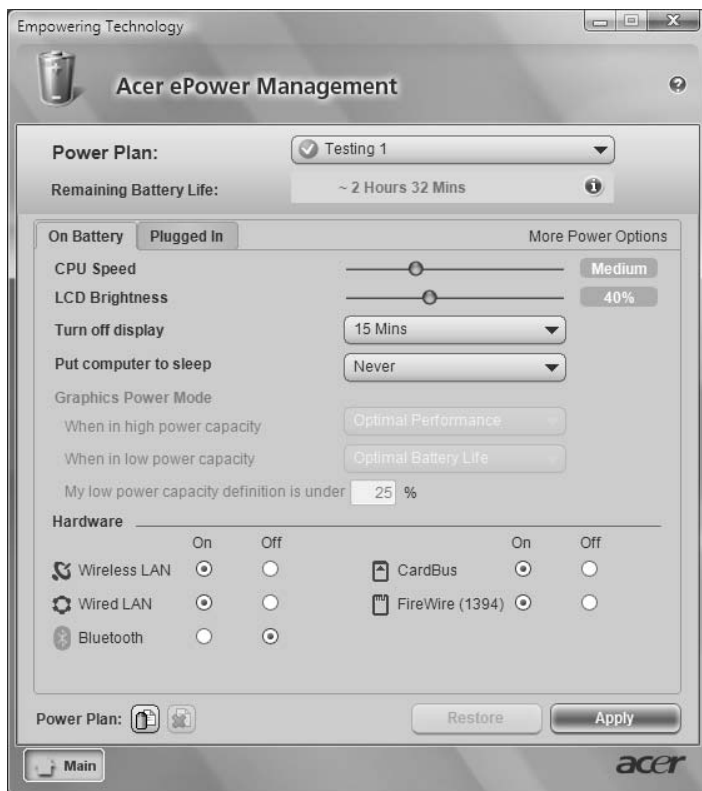 Empowering Technology
Acer ePower Management
Power Plan: Testing 1
Remaining Battery Life: ~ 2 Hours 32 Mins
On Battery Plugged In More Power Options
CPU Speed Medium
LCD Brightness 40%
Turn off display 15 Mins
Put computer to sleep Never
Graphics Power Mode
When in high power capacity Optimal Performance
When in low power capacity Optimal Battery Life
My low power capacity definition is under 25 %
Hardware
On Off On Off
Wireless LAN CardBus
Wired LAN FireWire (1394)
Bluetooth
Power Plan: Restore Apply
Main acer